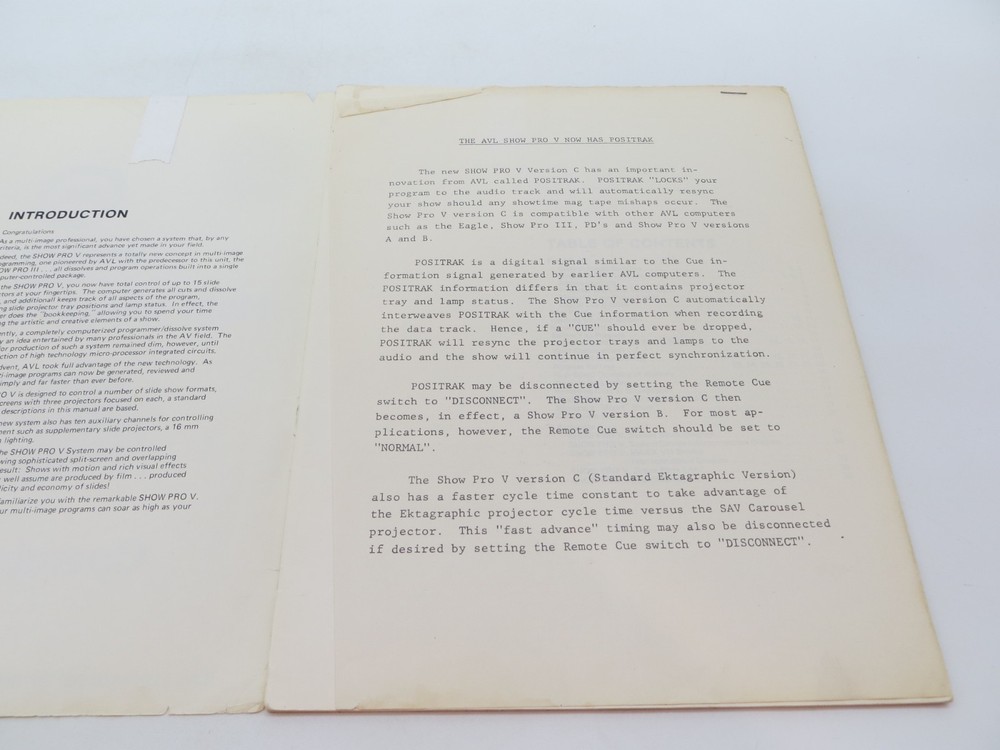 INTRODUCTION
Congratulations
As a multi-image professional, you have chosen a system that, by any
criteria, is the most significant advance yet made in your field.
deed, the SHOW PRO V represents a totally new concept in multi-image
gramming, one pioneered by AVL with the predecessor to this unit, the
OW PRO III . . . all dissolves and program operations built into a single
puter-controlled package.
the SHOW PRO V, you now have total control of up to 15 slide
ctors at your fingertips. The computer generates all cuts and dissolve
, and additionall keeps track of all aspects of the program,
ng slide projector tray positions and lamp status. In effect, the
er does the "bookkeeping," allowing you to spend your time
ng the artistic and creative elements of a show.
ently, a completely computerized programmer/dissolve system
y an idea entertained by many professionals in the AV field. The
for production of such a system remained dim, however, until
ction of high technology micro-processor integrated circuits.
dvent, AVL took full advantage of the new technology. As
ti-image programs can now be generated, reviewed and
imply and far faster than ever before.
O V is designed to control a number of slide show formats,
creens with three projectors focused on each, a standard
descriptions in this manual are based.
new system also has ten auxiliary channels for controlling
ment such as supplementary slide projectors, a 16 mm
lighting.
he SHOW PRO V System may be controlled
wing sophisticated split-screen and overlapping
esult: Shows with motion and rich visual effects
well assume are produced by film . . . produced
licity and economy of slides!
familiarize you with the remarkable SHOW PRO V.
ur multi-image programs can soar as high as your
THE AVL SHOW PRO V NOW HAS POSITRAK
The new SHOW PRO V Version C has an important in-
novation from AVL called POSITRAK. POSITRAK "LOCKS" your
program to the audio track and will automatically resync
your show should any showtime mag tape mishaps occur. The
Show Pro V version C is compatible with other AVL computers
such as the Eagle, Show Pro III, PD's and Show Pro V versions
A and B.
POSITRAK is a digital signal similar to the Cue in-
formation signal generated by earlier AVL computers. The
POSITRAK information differs in that it contains projector
tray and lamp status. The Show Pro V version C automatically
interweaves POSITRAK with the Cue information when recording
the data track. Hence, if a "CUE" should ever be dropped,
POSITRAK will resync the projector trays and lamps to the
audio and the show will continue in perfect synchronization.
POSITRAK may be disconnected by setting the Remote Cue
switch to "DISCONNECT". The Show Pro V version C then
becomes, in effect, a Show Pro V version B. For most ap-
plications, however, the Remote Cue switch should be set to
"NORMAL".
The Show Pro V version C (Standard Ektagraphic Version)
also has a faster cycle time constant to take advantage of
the Ektagraphic projector cycle time versus the SAV Carousel
projector. This "fast advance" timing may also be disconnected
if desired by setting the Remote Cue switch to "DISCONNECT".